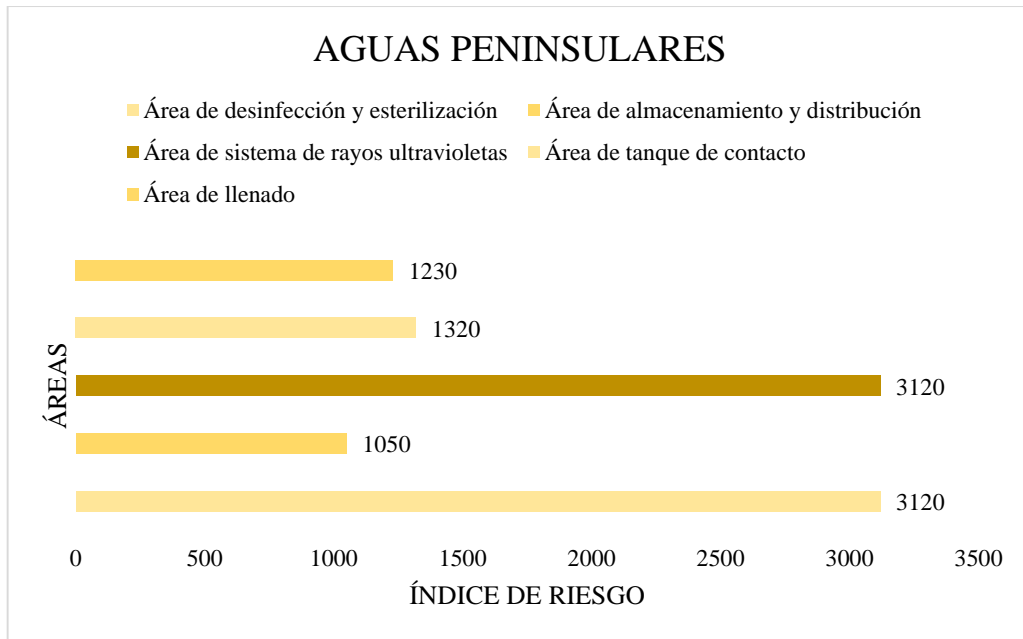 AGUAS PENINSULARES
Área de desinfección y esterilización
Área de almacenamiento y distribución
Área de sistema de rayos ultravioletas
Área de tanque de contacto
Área de llenado
1230
1320
3120
1050
3120
ÁREAS
0 500 1000 1500 2000 2500 3000 3500
ÍNDICE DE RIESGO